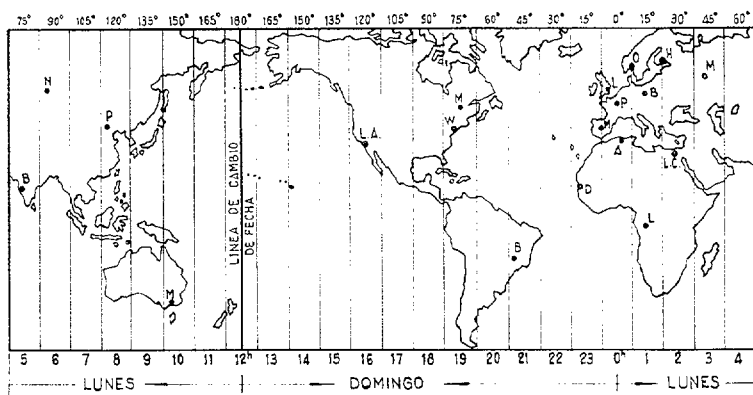 75° 90° 105° 120° 135° 150° 165° 180° 165° 150° 135° 120° 105° 90° 75° 60° 45° 30° 15° 0° 15° 30° 45° 60°
O H
N M
L
M P B
P
W M
L.A. A
L.C.
B
D
L
B
M
LINEA DE CAMBIO
DE FECHA
5 6 7 8 9 10 11 12ʰ 13 14 15 16 17 18 19 20 21 22 23 0ʰ 1 2 3 4
LUNES DOMINGO LUNES